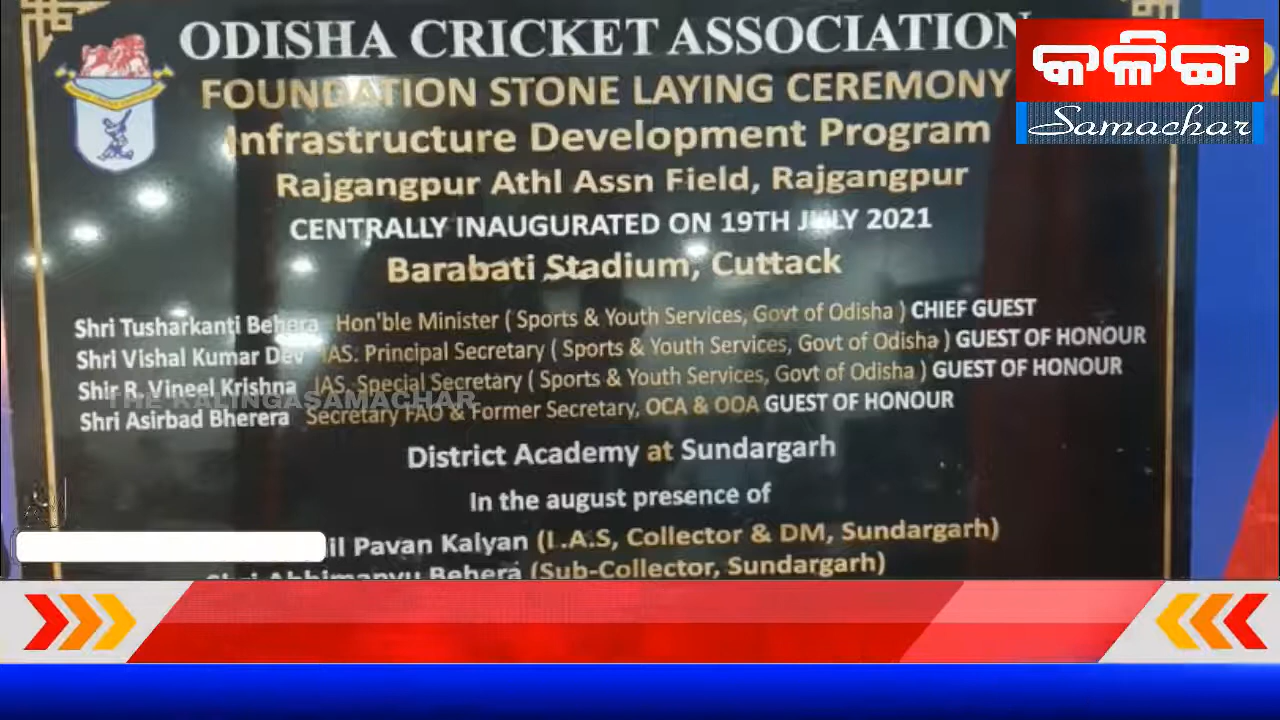 ODISHA CRICKET ASSOCIATION
FOUNDATION STONE LAYING CEREMONY
Infrastructure Development Program
Rajgangpur Athl Assn Field, Rajgangpur
CENTRALLY INAUGURATED ON 19TH JULY 2021
Barabati Stadium, Cuttack
Shri Tusharkanti Behera Hon'ble Minister ( Sports & Youth Services, Govt of Odisha ) CHIEF GUEST
Shri Vishal Kumar Dev IAS. Principal Secretary ( Sports & Youth Services, Govt of Odisha ) GUEST OF HONOUR
Shir R. Vineel Krishna IAS. Special Secretary ( Sports & Youth Services, Govt of Odisha ) GUEST OF HONOUR
Shri Asirbad Bherera Secretary FAO & Former Secretary, OCA & OOA GUEST OF HONOUR
District Academy at Sundargarh
In the august presence of
Pavan Kalyan (I.A.S, Collector & DM, Sundargarh)
Shri Abhimanyu Behera (Sub-Collector, Sundargarh)
କଳିଙ୍ଗ
Samachar
THE KALINGASAMACHAR